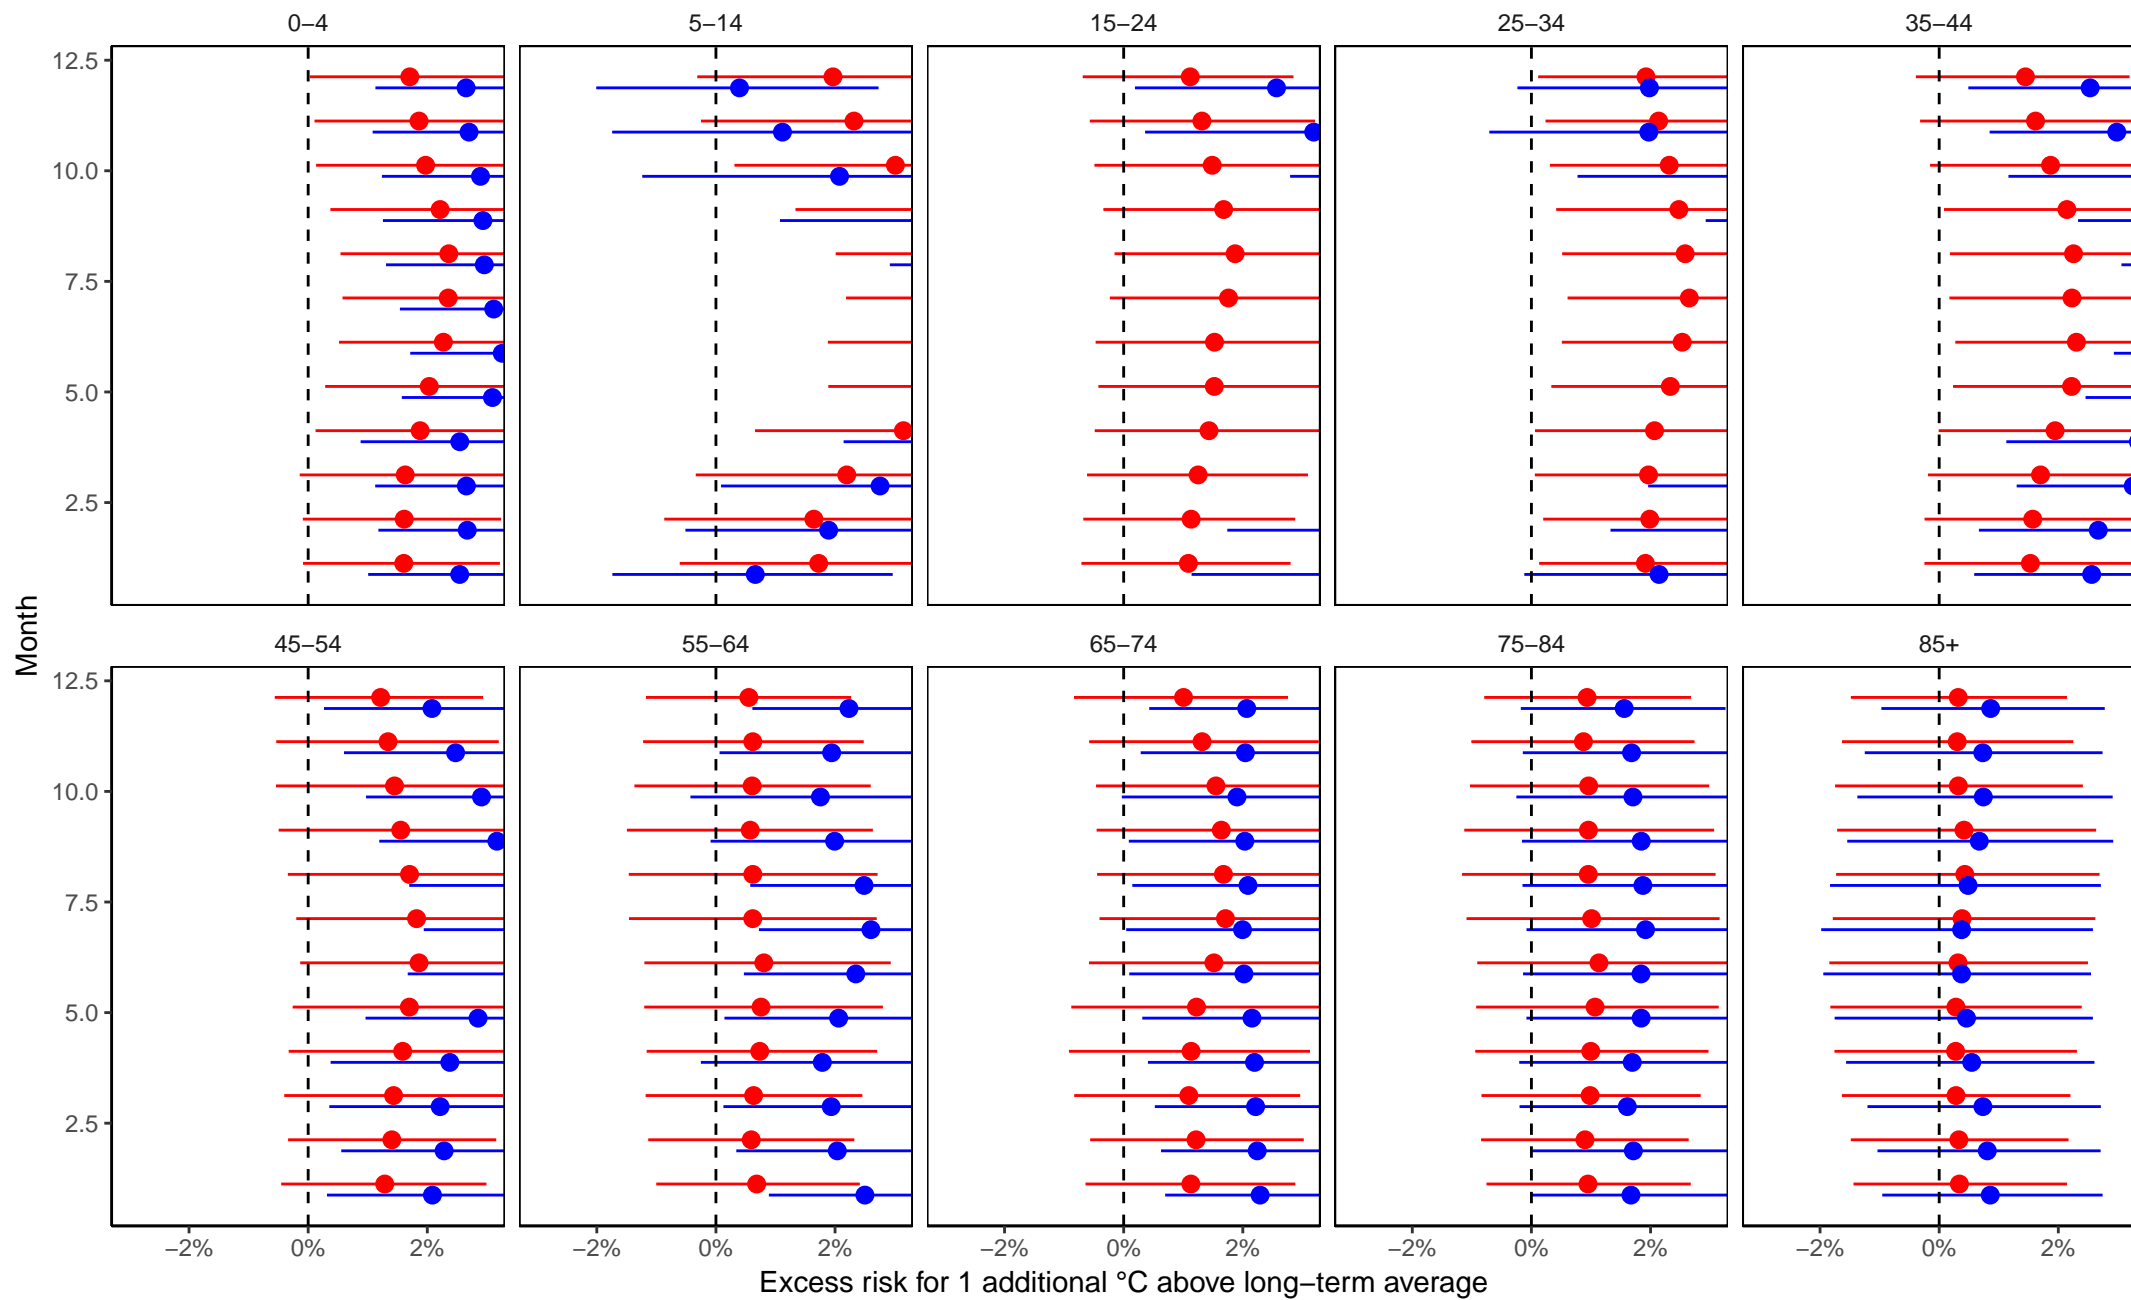 0−4 5−14 15−24 25−34 35−44
12.5
10.0
7.5
5.0
2.5
Month
45−54 55−64 65−74 75−84 85+
12.5
10.0
7.5
5.0
2.5
−2% 0% 2% −2% 0% 2% −2% 0% 2% −2% 0% 2% −2% 0% 2%
Excess risk for 1 additional °C above long−term average